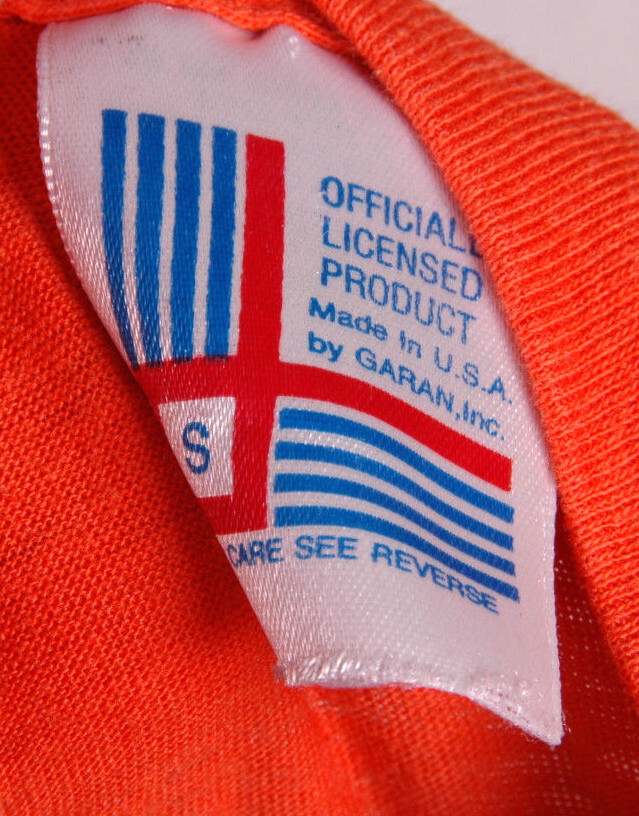 OFFICIAL
LICENSED
PRODUCT
Made in U.S.A.
by GARAN,Inc.
S
CARE SEE REVERSE